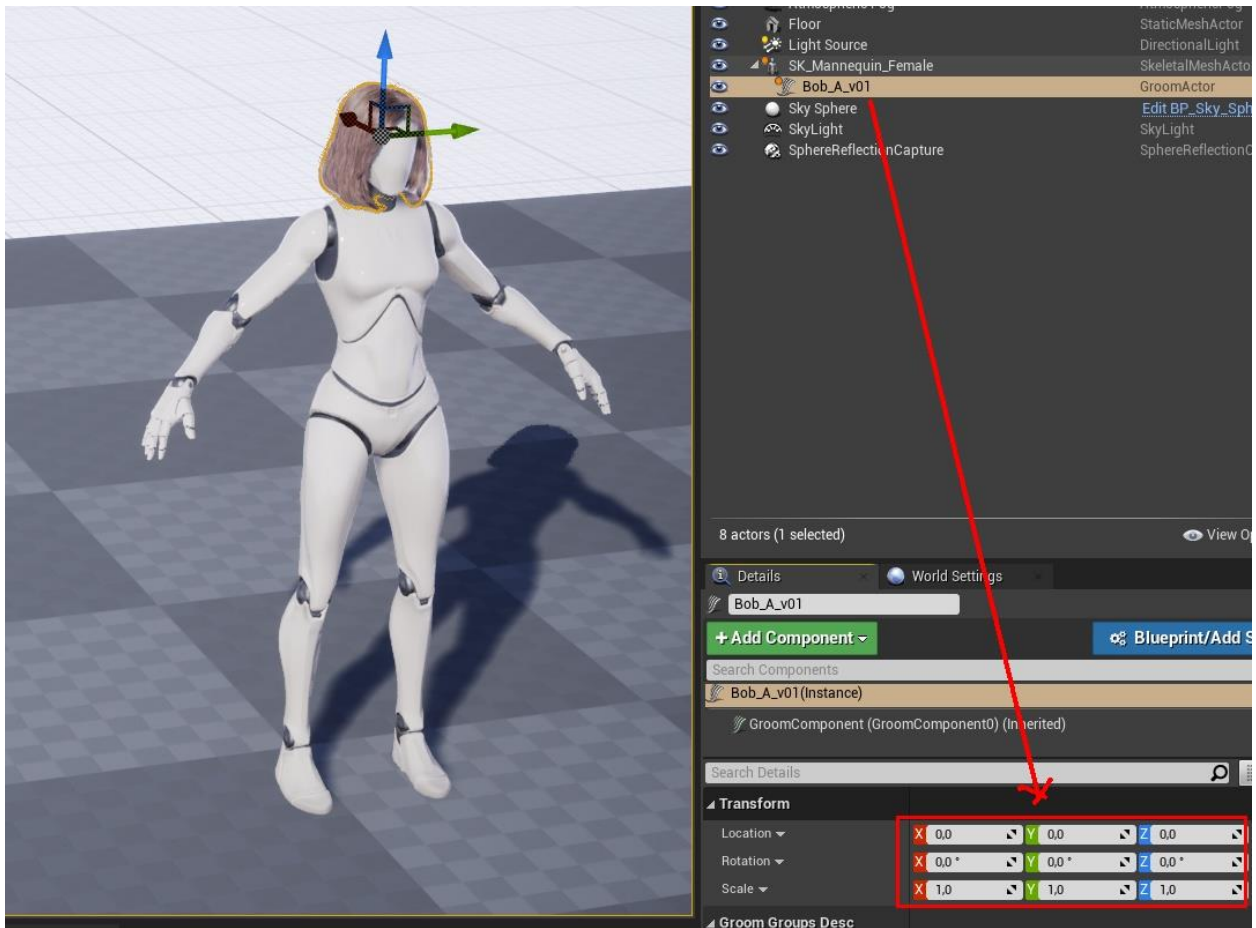 Floor StaticMeshActor
Light Source DirectionalLight
SK_Mannequin_Female SkeletalMeshActo
Bob_A_v01 GroomActor
Sky Sphere Edit BP_Sky_Sph
SkyLight SkyLight
SphereReflectionCapture SphereReflectionC
8 actors (1 selected) View Op
Details World Settings
Bob_A_v01
+ Add Component Blueprint/Add S
Search Components
Bob_A_v01(Instance)
GroomComponent (GroomComponent0) (Inherited)
Search Details
Transform
Location X 0,0 Y 0,0 Z 0,0
Rotation X 0,0 ° Y 0,0 ° Z 0,0 °
Scale X 1,0 Y 1,0 Z 1,0
Groom Groups Desc